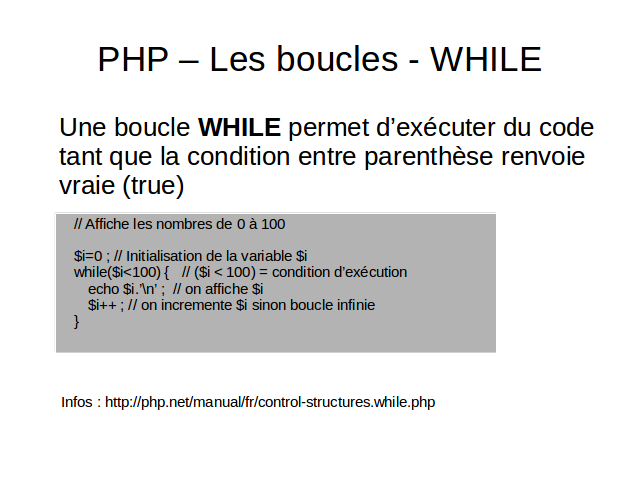 PHP – Les boucles - WHILE
Une boucle WHILE permet d’exécuter du code
tant que la condition entre parenthèse renvoie
vraie (true)
// Affiche les nombres de 0 à 100
$i=0 ; // Initialisation de la variable $i
while($i<100) { // ($i < 100) = condition d’exécution
echo $i.’\n’ ; // on affiche $i
$i++ ; // on incremente $i sinon boucle infinie
}
Infos : http://php.net/manual/fr/control-structures.while.php